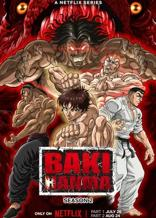 A NETFLIX SERIES
BAKI
HANMA
SEASON 2
ONLY ON NETFLIX
PART 1 JULY 26
PART 2 AUG 24